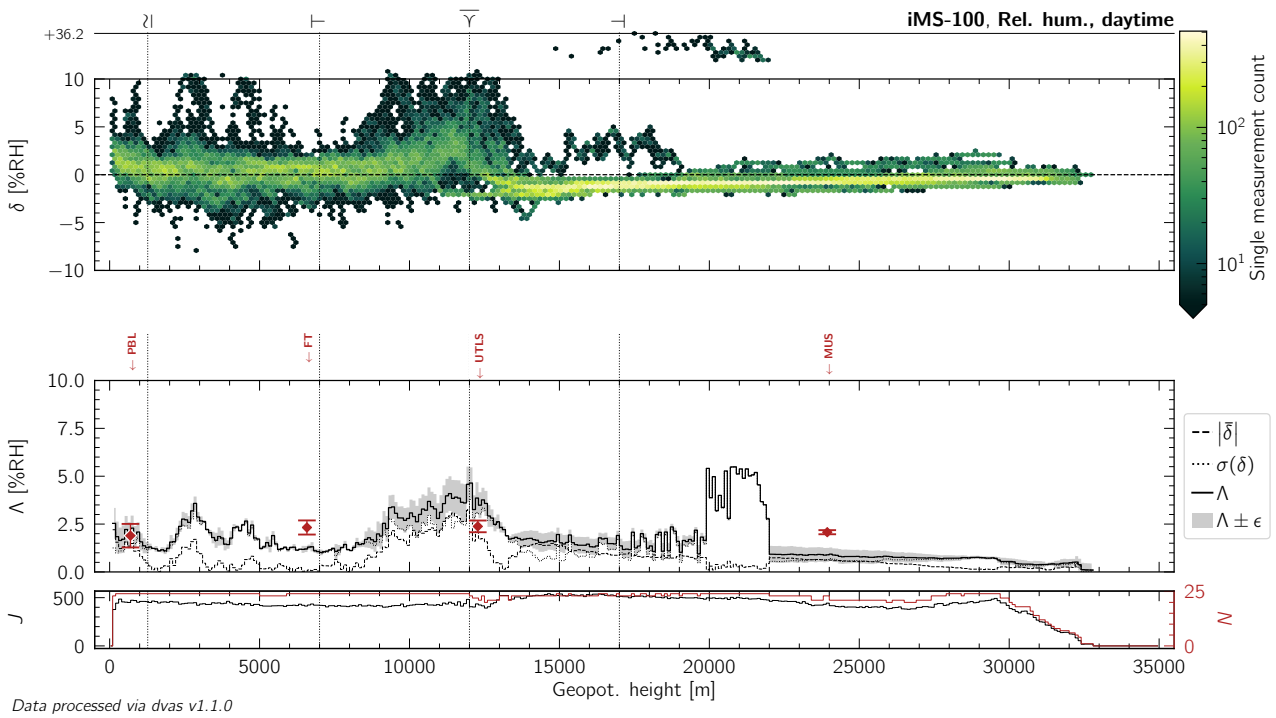 iMS-100, Rel. hum., daytime
+36.2
10
5
0
−5
−10
δ [%RH]
10²
10¹
Single measurement count
PBL
FT
UTLS
MUS
10.0
7.5
5.0
2.5
0.0
Λ [%RH]
|δ̄|
σ(δ)
Λ
Λ ± ϵ
500
0
J
25
0
N
0 5000 10000 15000 20000 25000 30000 35000
Geopot. height [m]
Data processed via dvas v1.1.0